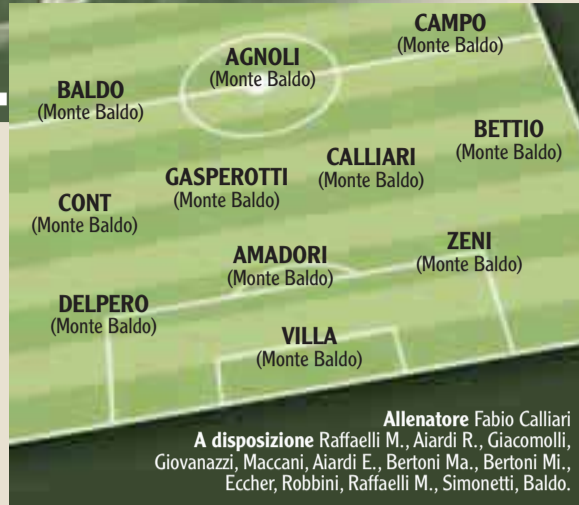 CAMPO
(Monte Baldo)
AGNOLI
(Monte Baldo)
BALDO
(Monte Baldo)
BETTIO
(Monte Baldo)
CALLIARI
(Monte Baldo)
GASPEROTTI
(Monte Baldo)
CONT
(Monte Baldo)
ZENI
(Monte Baldo)
AMADORI
(Monte Baldo)
DELPERO
(Monte Baldo)
VILLA
(Monte Baldo)
Allenatore Fabio Calliari
A disposizione Raffaelli M., Aiardi R., Giacomolli,
Giovanazzi, Maccani, Aiardi E., Bertoni Ma., Bertoni Mi.,
Eccher, Robbini, Raffaelli M., Simonetti, Baldo.